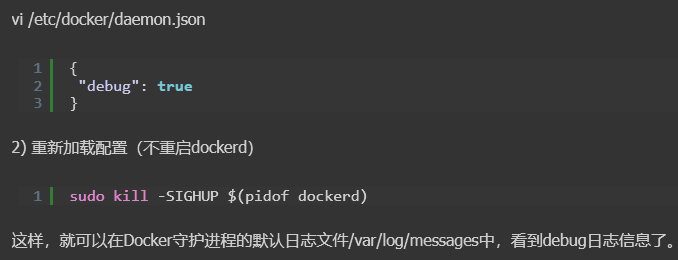 vi /etc/docker/daemon.json
1 {
2 "debug": true
3 }
2) 重新加载配置（不重启dockerd）
1 sudo kill -SIGHUP $(pidof dockerd)
这样，就可以在Docker守护进程的默认日志文件/var/log/messages中，看到debug日志信息了。